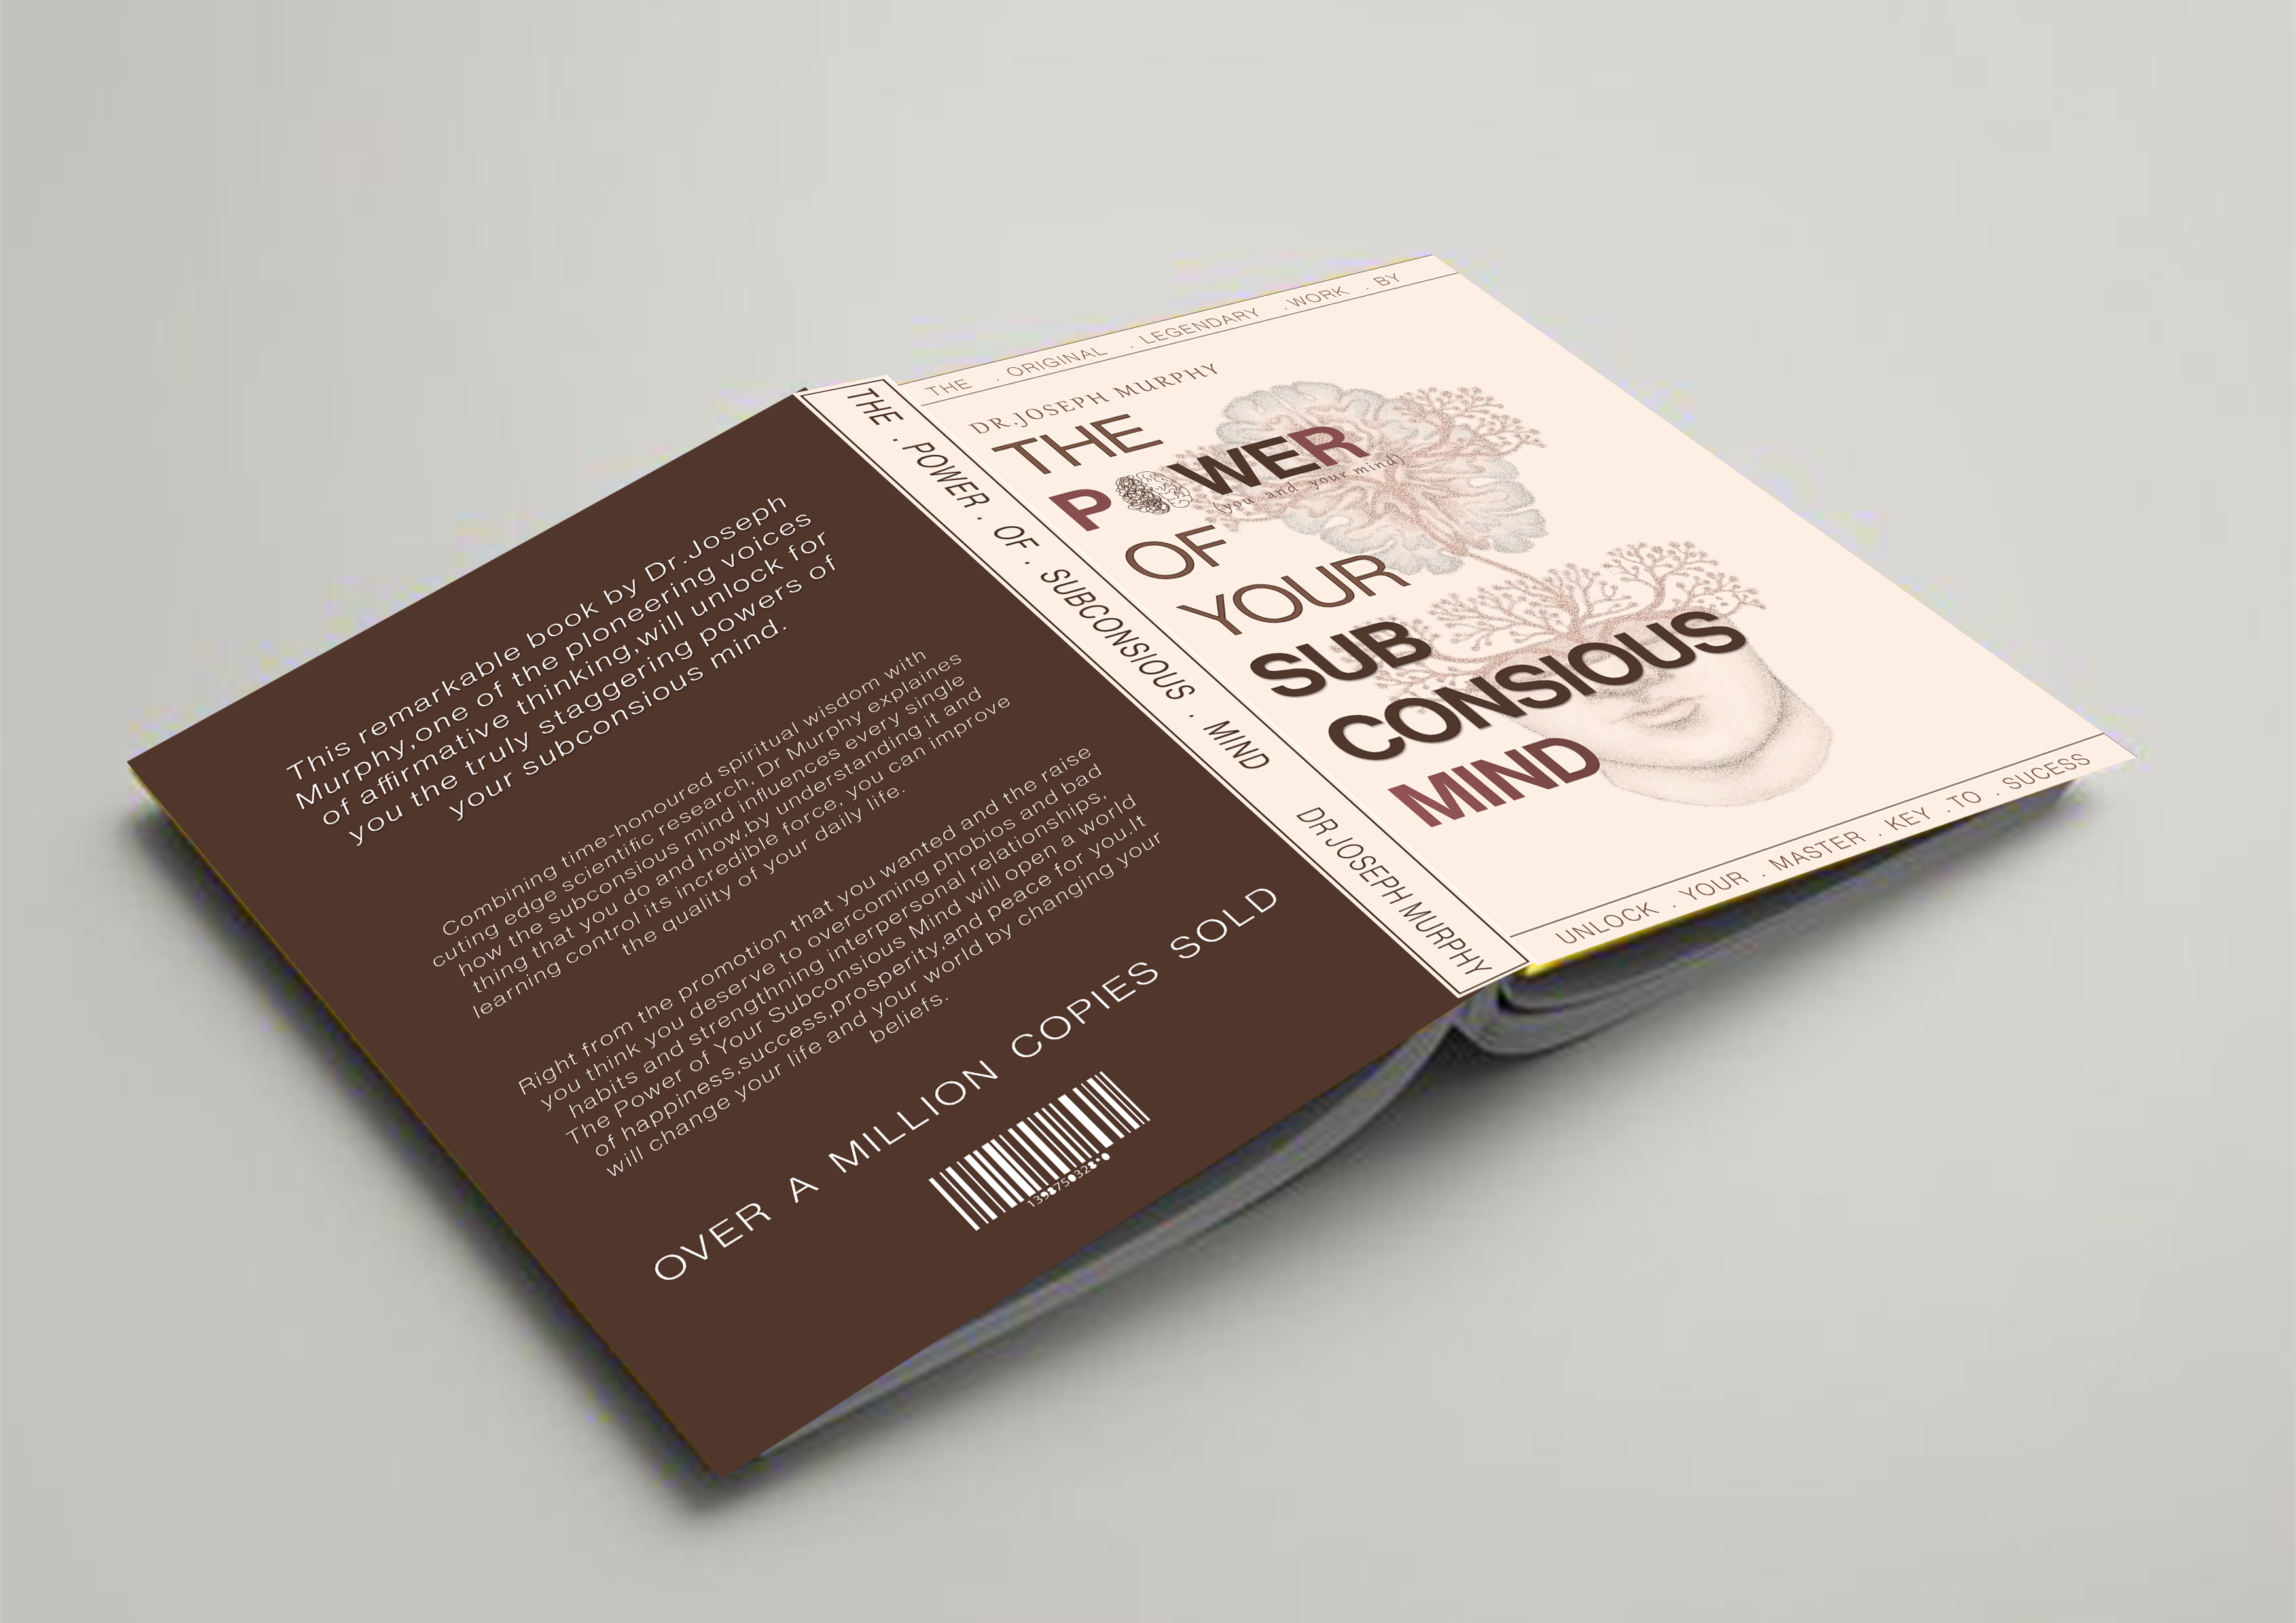 This remarkable book by Dr.Joseph
Murphy,one of the ploneering voices
of affirmative thinking,will unlock for
you the truly staggering powers of
your subconsious mind.
Combining time-honoured spiritual wisdom with
cuting edge scientific research, Dr Murphy explaines
how the subconsious mind influences every single
thing that you do and how.by understanding it and
learning control its incredible force, you can improve
the quality of your daily life.
Right from the promotion that you wanted and the raise
you think you deserve to overcoming phobios and bad
habits and strengthning interpersonal relationships,
The Power of Your Subconsious Mind will open a world
of happiness,success,prosperity,and peace for you.It
will change your life and your world by changing your
beliefs.
OVER A MILLION COPIES SOLD
THE . POWER . OF . SUBCONSIOUS . MIND DR JOSEPH MURPHY
THE . ORIGINAL . LEGENDARY . WORK . BY
DR.JOSEPH MURPHY
THE
P WER
(you and your mind)
OF
YOUR
SUB
CONSIOUS
MIND
UNLOCK . YOUR . MASTER . KEY . TO . SUCESS